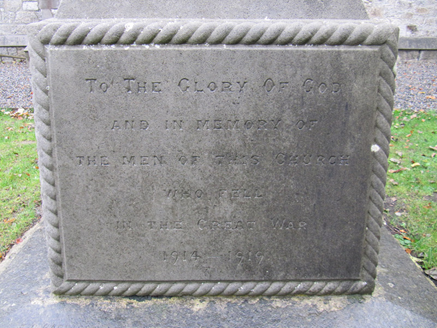 To The Glory Of God
AND IN MEMORY OF
THE MEN OF THIS CHURCH
WHO FELL
IN THE GREAT WAR
1914 - 1919